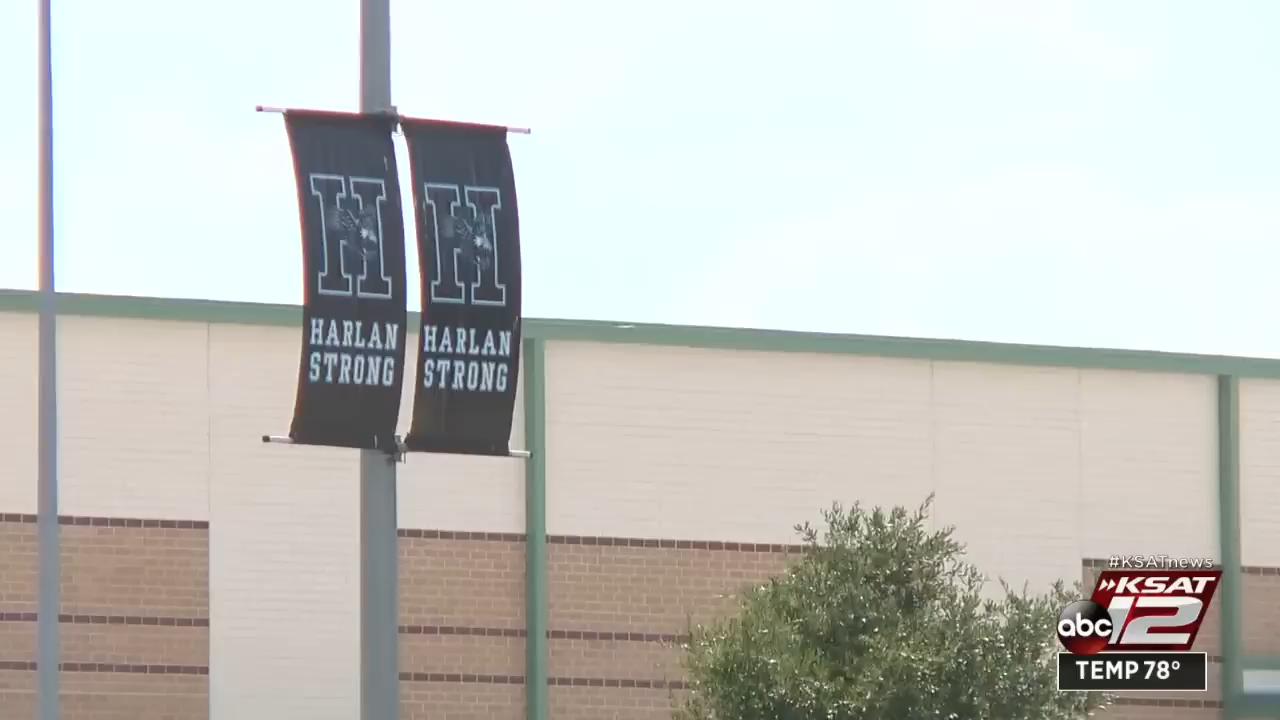 H
HARLAN
STRONG
H
HARLAN
STRONG
#KSATnews
KSAT
abc 12
TEMP 78°